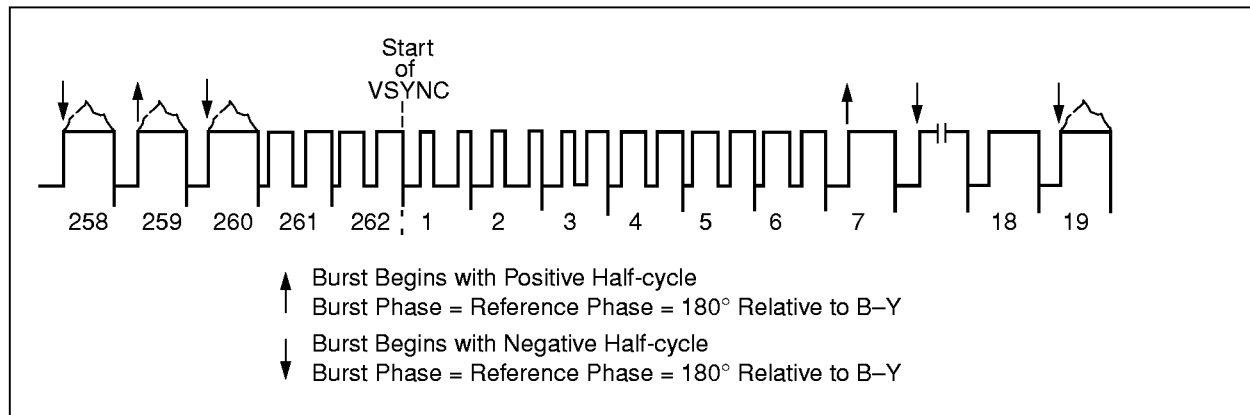 Start
of
VSYNC
258 259 260 261 262 1 2 3 4 5 6 7 18 19
Burst Begins with Positive Half-cycle
Burst Phase = Reference Phase = 180° Relative to B–Y
Burst Begins with Negative Half-cycle
Burst Phase = Reference Phase = 180° Relative to B–Y